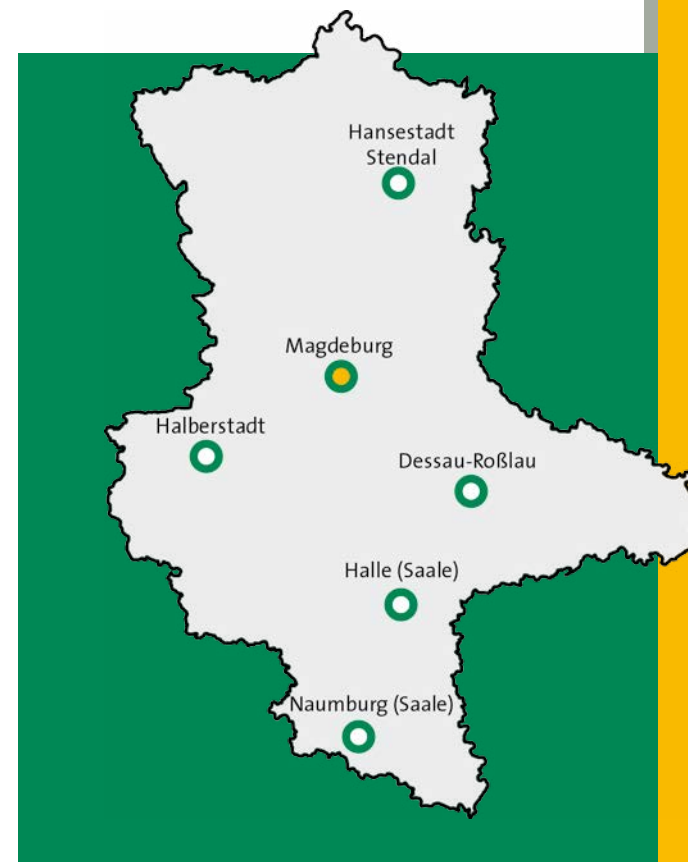 Hansestadt
Stendal
Magdeburg
Halberstadt
Dessau-Roßlau
Halle (Saale)
Naumburg (Saale)